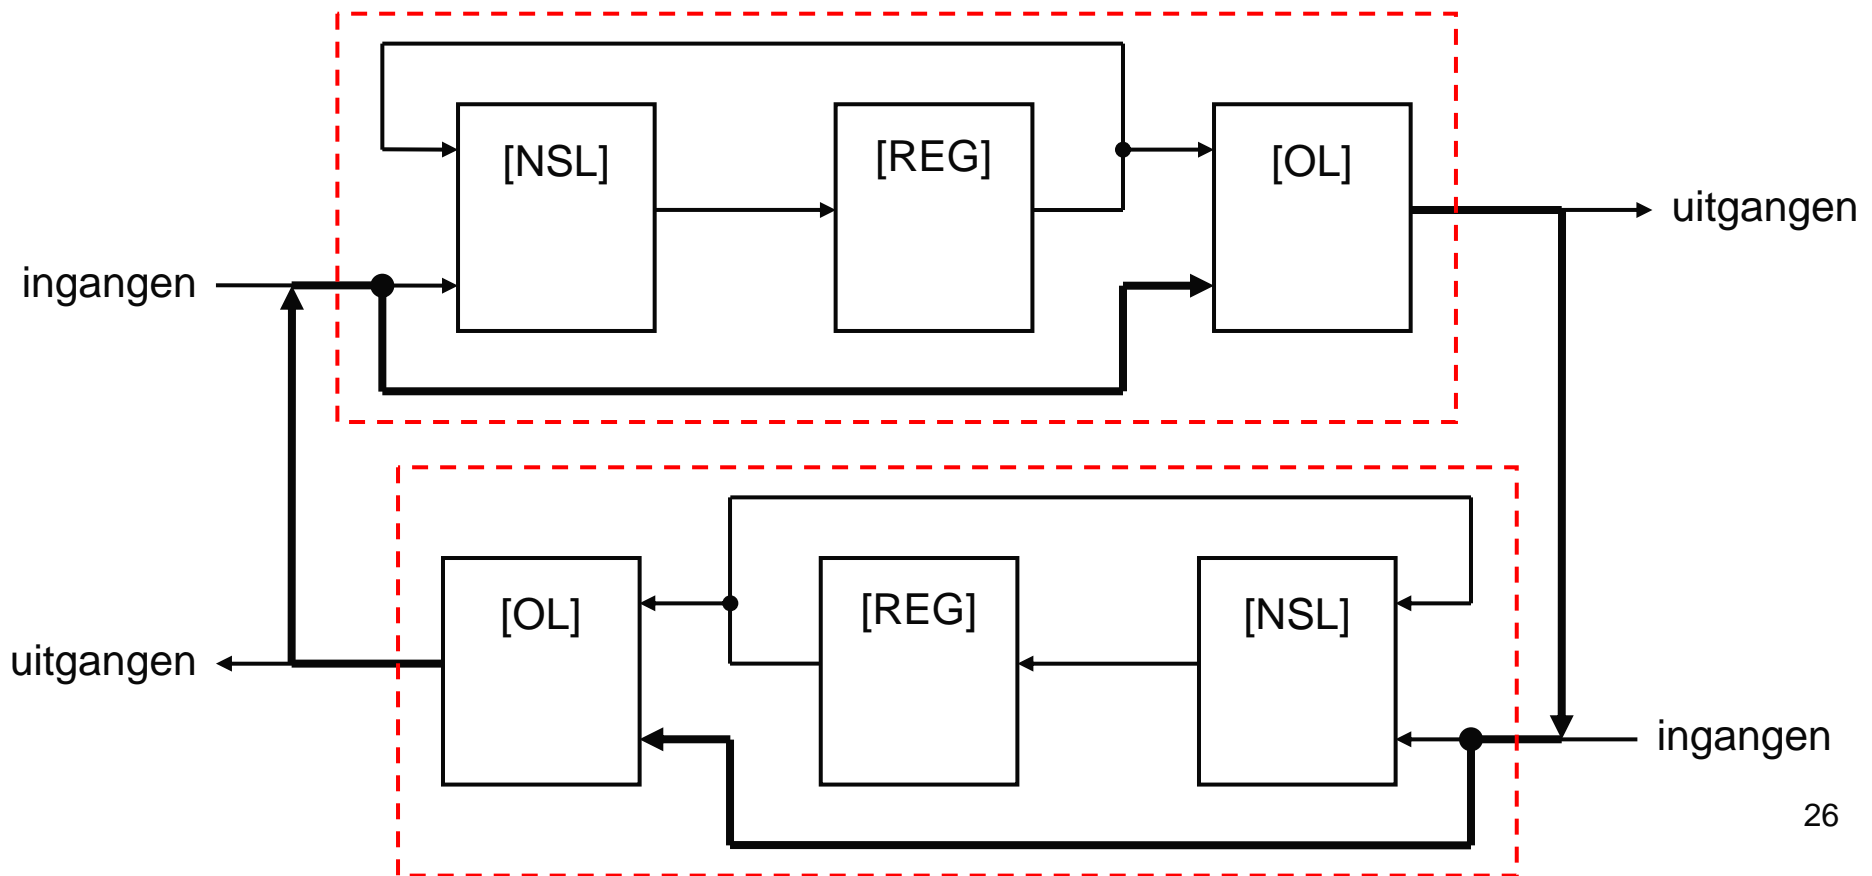 [NSL]
[REG]
[OL]
uitgangen
ingangen
[OL]
[REG]
[NSL]
uitgangen
ingangen
26